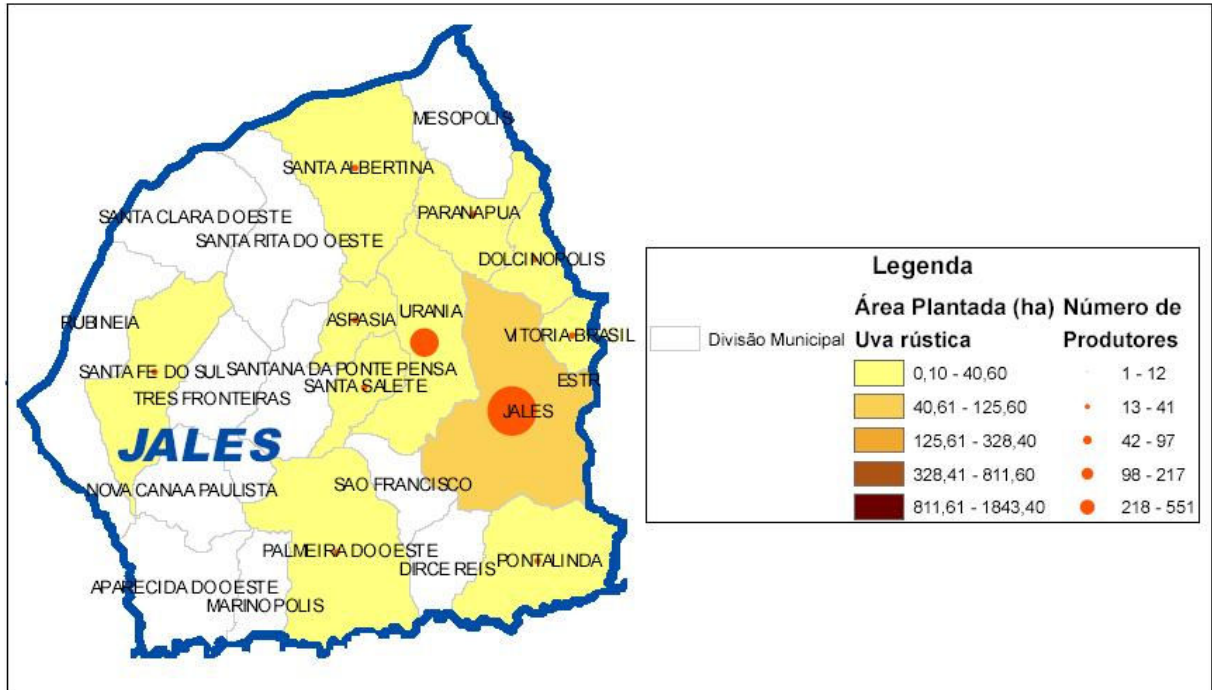 MESOPOLIS
SANTA ALBERTINA
SANTA CLARA DOESTE
PARANAPUA
SANTA RITA DO OESTE
DOLCINOPOLIS
RUBINEIA
ASPASIA
URANIA
VITORIA BRASIL
SANTA FE DO SUL
SANTANA DA PONTE PENSA
SANTA SALETE
ESTR
TRES FRONTEIRAS
JALES
JALES
NOVA CANAA PAULISTA
SAO FRANCISCO
PALMEIRA DO OESTE
DIRCE REIS
PONTALINDA
APARECIDA DO OESTE
MARINOPOLIS
Legenda
Divisão Municipal
Área Plantada (ha)
Uva rústica
0,10 - 40,60
40,61 - 125,60
125,61 - 328,40
328,41 - 811,60
811,61 - 1843,40
Número de
Produtores
1 - 12
13 - 41
42 - 97
98 - 217
218 - 551